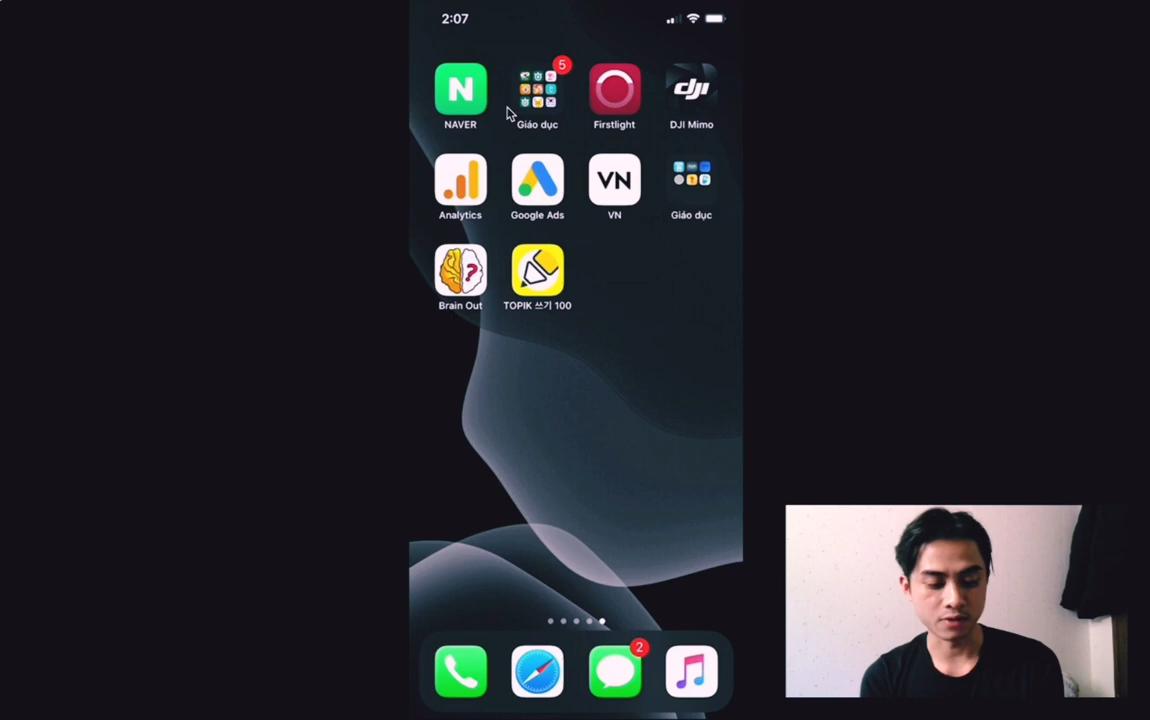 2:07
N
5
dji
NAVER
Giáo dục
Firstlight
DJI Mimo
VN
Analytics
Google Ads
VN
Giáo dục
?
Brain Out
TOPIK 쓰기 100
2